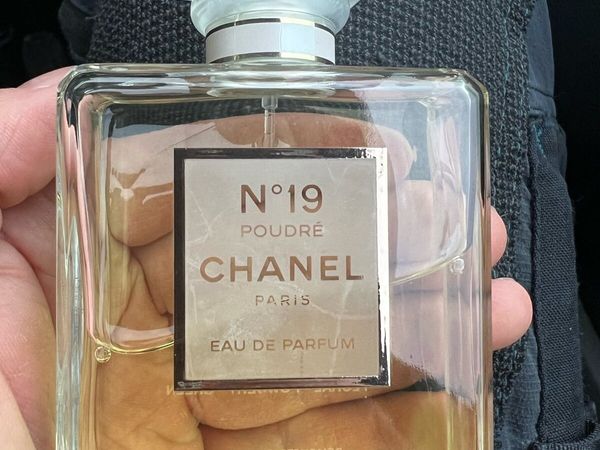 N°19
POUDRÉ
CHANEL
PARIS
EAU DE PARFUM